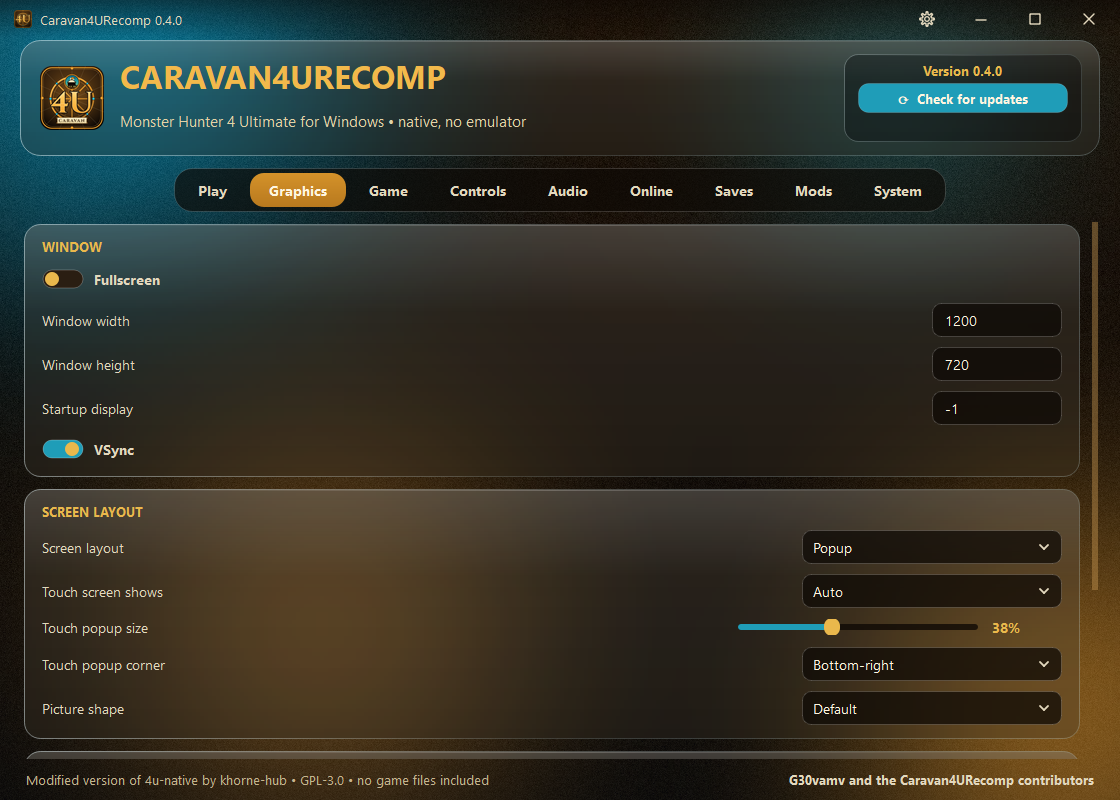 Caravan4URecomp 0.4.0
4U
CARAVAN
CARAVAN4URECOMP
Monster Hunter 4 Ultimate for Windows • native, no emulator
Version 0.4.0
⟳ Check for updates
Play Graphics Game Controls Audio Online Saves Mods System
WINDOW
Fullscreen
Window width 1200
Window height 720
Startup display -1
VSync
SCREEN LAYOUT
Screen layout Popup
Touch screen shows Auto
Touch popup size 38%
Touch popup corner Bottom-right
Picture shape Default
Modified version of 4u-native by khorne-hub • GPL-3.0 • no game files included
G30vamv and the Caravan4URecomp contributors